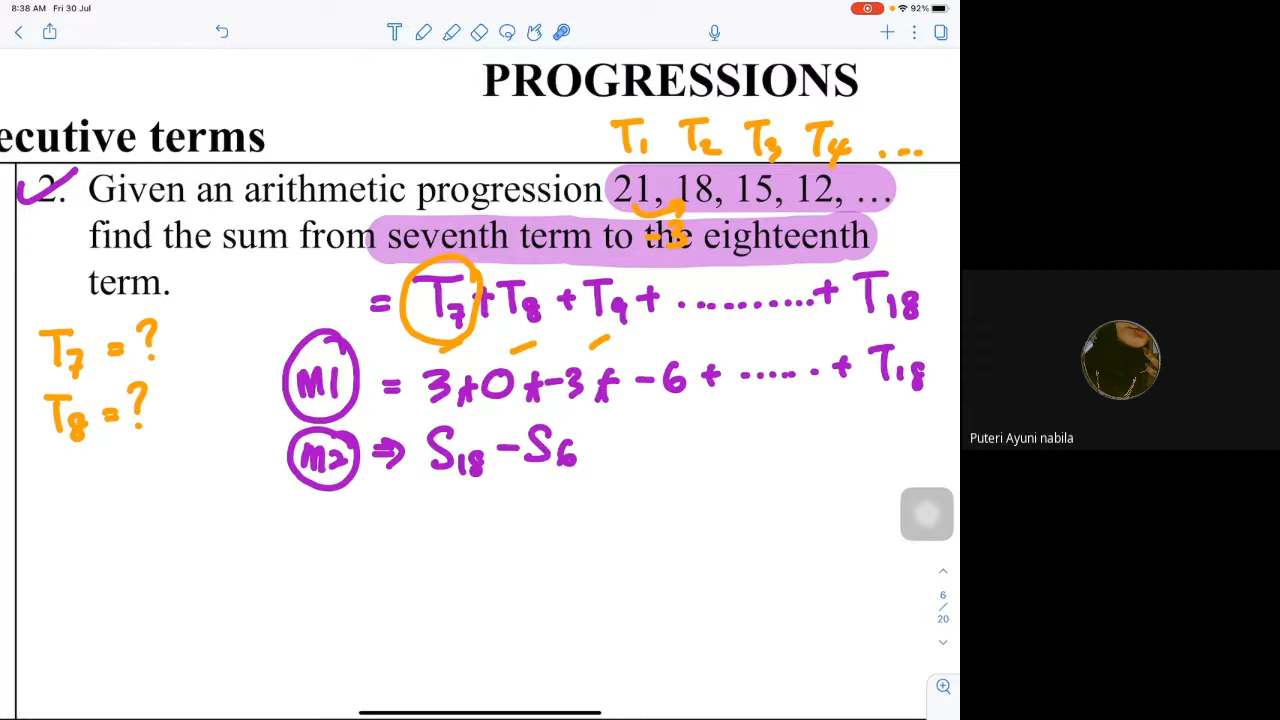 8:38 AM Fri 30 Jul
92%
PROGRESSIONS
ecutive terms
T1 T2 T3 T4 ...
2. Given an arithmetic progression 21, 18, 15, 12, …
-3
find the sum from seventh term to the eighteenth
term.
= T7 + T8 + T9 + .......... + T18
T7 = ?
M1 = 3 + 0 + -3 + -6 + ...... + T18
T8 = ?
M2 ⇒ S18 - S6
Puteri Ayuni nabila
6
/
20